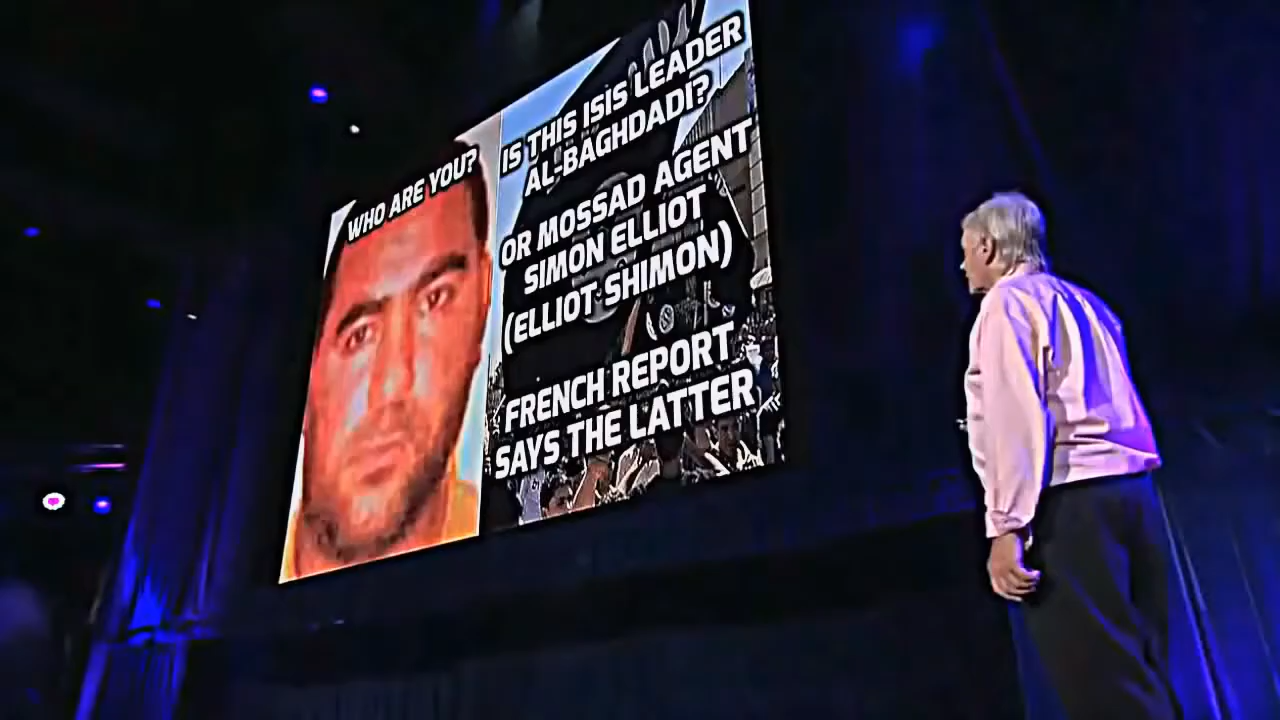 WHO ARE YOU?
IS THIS ISIS LEADER
AL-BAGHDADI?
OR MOSSAD AGENT
SIMON ELLIOT
(ELLIOT SHIMON)
FRENCH REPORT
SAYS THE LATTER